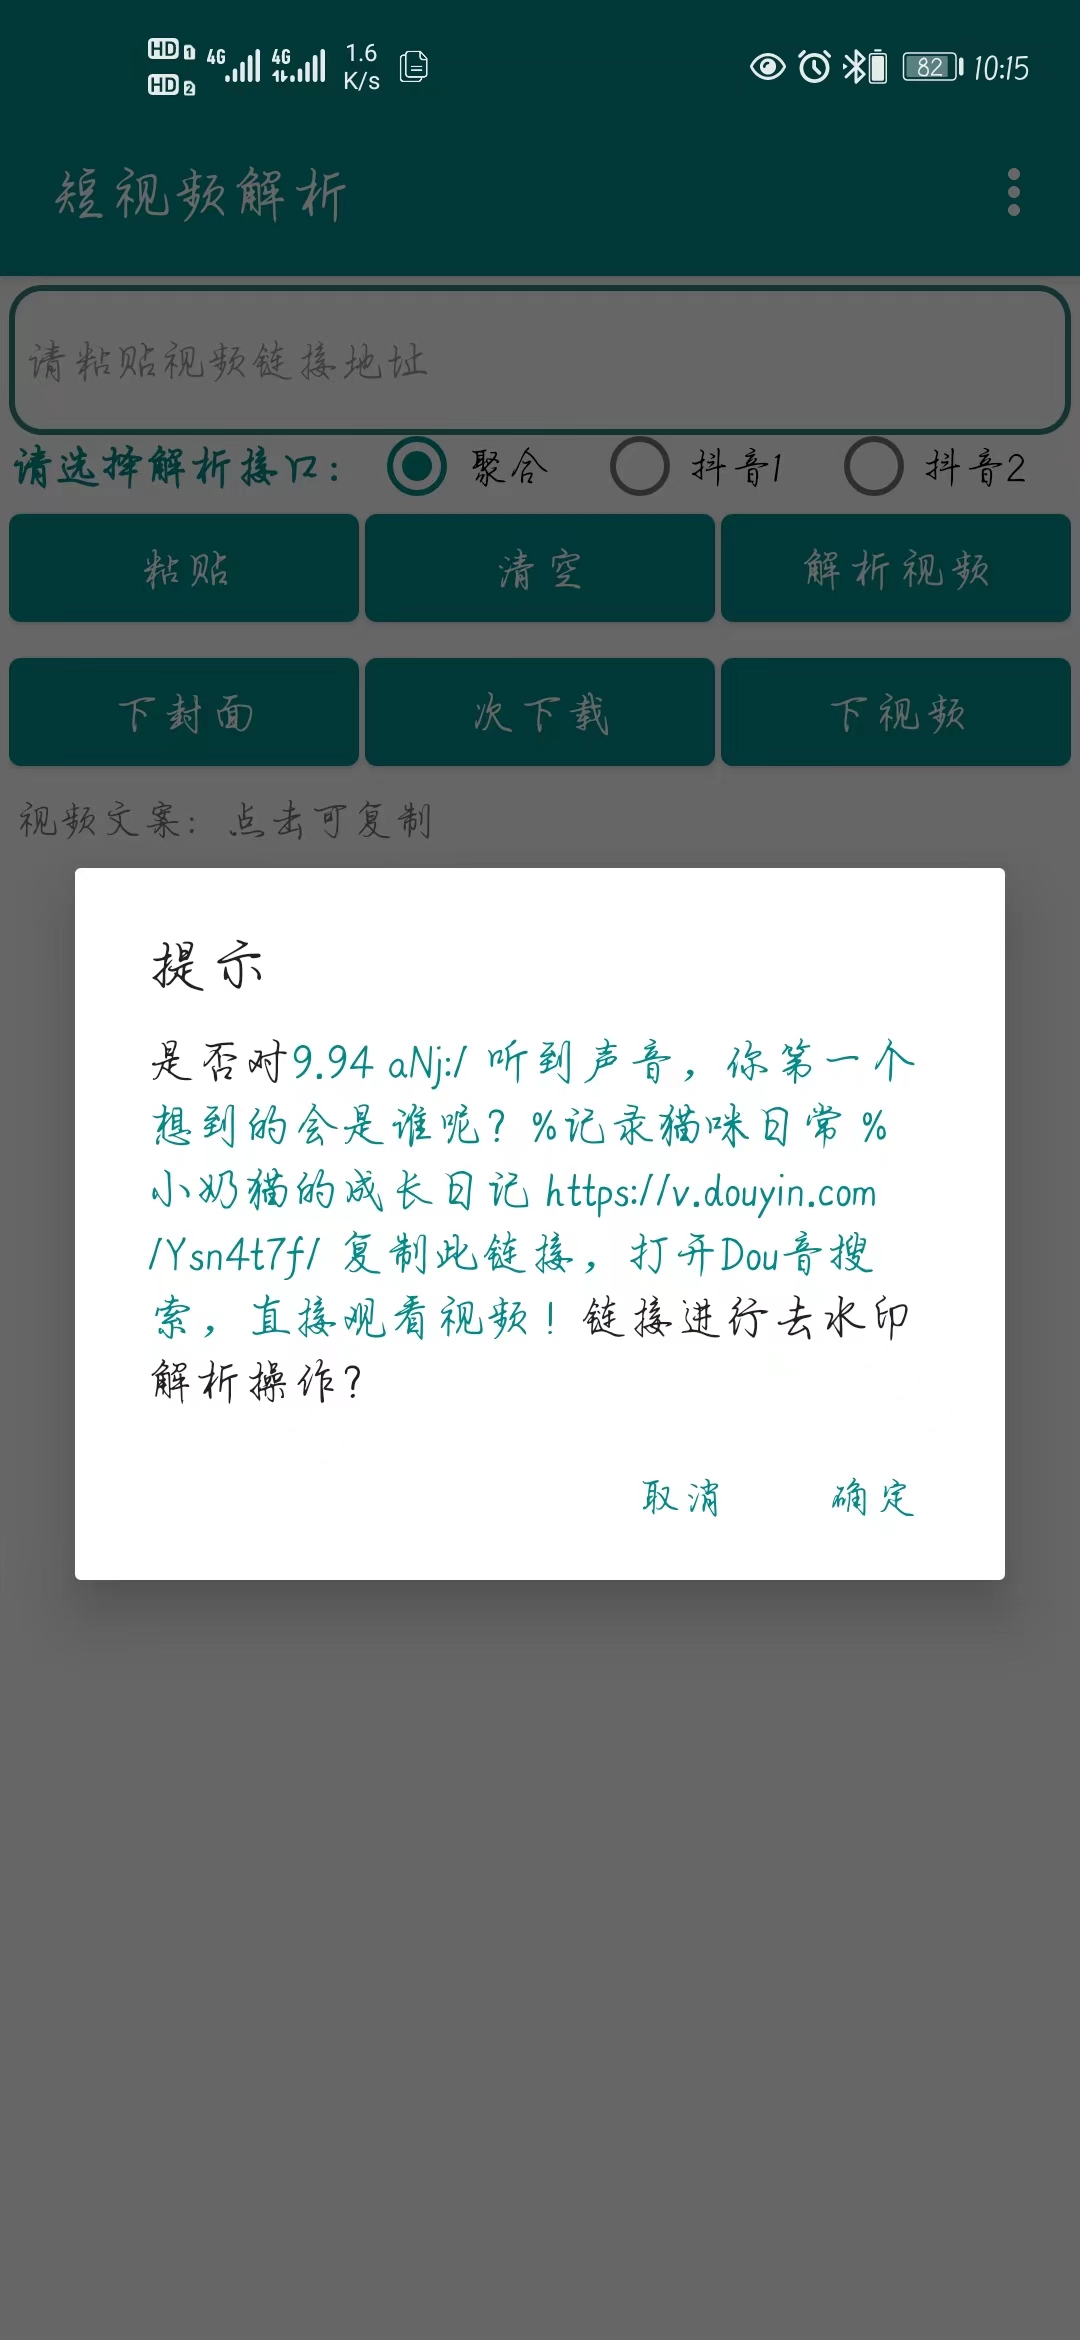 HD 1 4G 4G 1.6 82 10:15
HD 2 K/s
短视频解析
请粘贴视频链接地址
请选择解析接口： 聚合 抖音1 抖音2
粘贴 清空 解析视频
下封面 次下载 下视频
视频文案：点击可复制
提示
是否对9.94 aNj:/ 听到声音，你第一个
想到的会是谁呢？%记录猫咪日常 %
小奶猫的成长日记 https://v.douyin.com
/Ysn4t7f/ 复制此链接，打开Dou音搜
索，直接观看视频！链接进行去水印
解析操作？
取消 确定